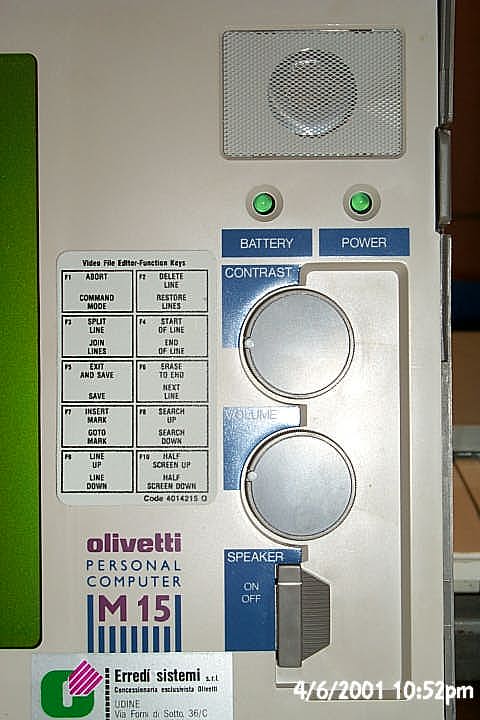 BATTERY
POWER
CONTRAST
VOLUME
SPEAKER
ON
OFF
Video File Editor-Function Keys
F1 ABORT
COMMAND
MODE
F2 DELETE
LINE
RESTORE
LINES
F3 SPLIT
LINE
JOIN
LINES
F4 START
OF LINE
END
OF LINE
F5 EXIT
AND SAVE
SAVE
F6 ERASE
TO END
NEXT
LINE
F7 INSERT
MARK
GOTO
MARK
F8 SEARCH
UP
SEARCH
DOWN
F9 LINE
UP
LINE
DOWN
F10 HALF
SCREEN UP
HALF
SCREEN DOWN
Code 4014215 Q
olivetti
PERSONAL
COMPUTER
M 15
Erredi sistemi s.r.l.
Concessionaria esclusivista Olivetti
UDINE
Via Forni di Sotto, 36/C
4/6/2001 10:52pm